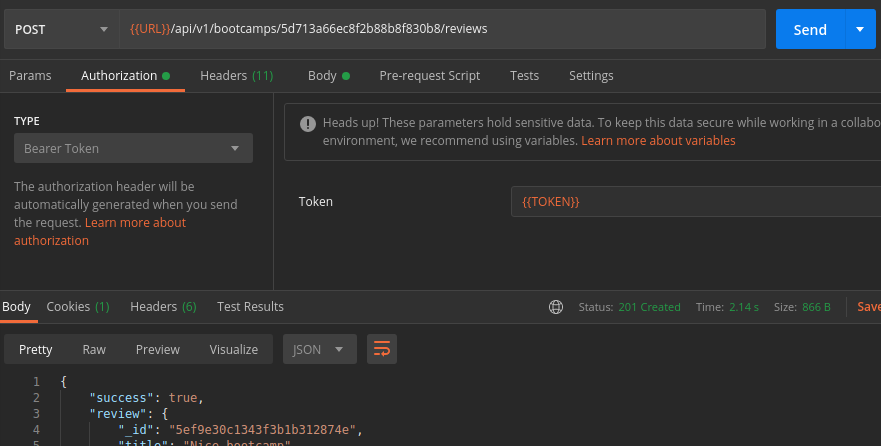 POST {{URL}}/api/v1/bootcamps/5d713a66ec8f2b88b8f830b8/reviews Send
Params Authorization Headers (11) Body Pre-request Script Tests Settings
TYPE
Bearer Token
The authorization header will be
automatically generated when you send
the request. Learn more about
authorization
Heads up! These parameters hold sensitive data. To keep this data secure while working in a collabo
environment, we recommend using variables. Learn more about variables
Token {{TOKEN}}
Body Cookies (1) Headers (6) Test Results Status: 201 Created Time: 2.14 s Size: 866 B Save
Pretty Raw Preview Visualize JSON
1 {
2 "success": true,
3 "review": {
4 "_id": "5ef9e30c1343f3b1b312874e",
5 "title": "Nice bootcamp"